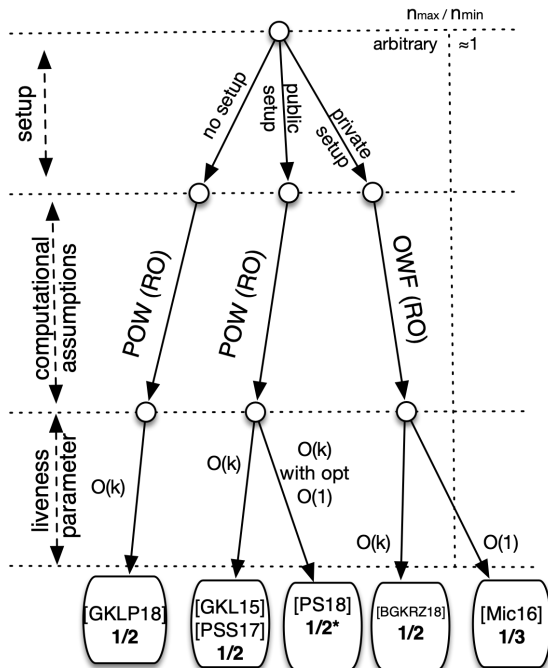 n_max / n_min
arbitrary
≈1
setup
no setup
public
setup
private
setup
computational
assumptions
POW (RO)
POW (RO)
OWF (RO)
liveness
parameter
O(k)
O(k)
O(k)
with opt
O(1)
O(k)
O(1)
[GKLP18]
1/2
[GKL15]
[PSS17]
1/2
[PS18]
1/2*
[BGKRZ18]
1/2
[Mic16]
1/3